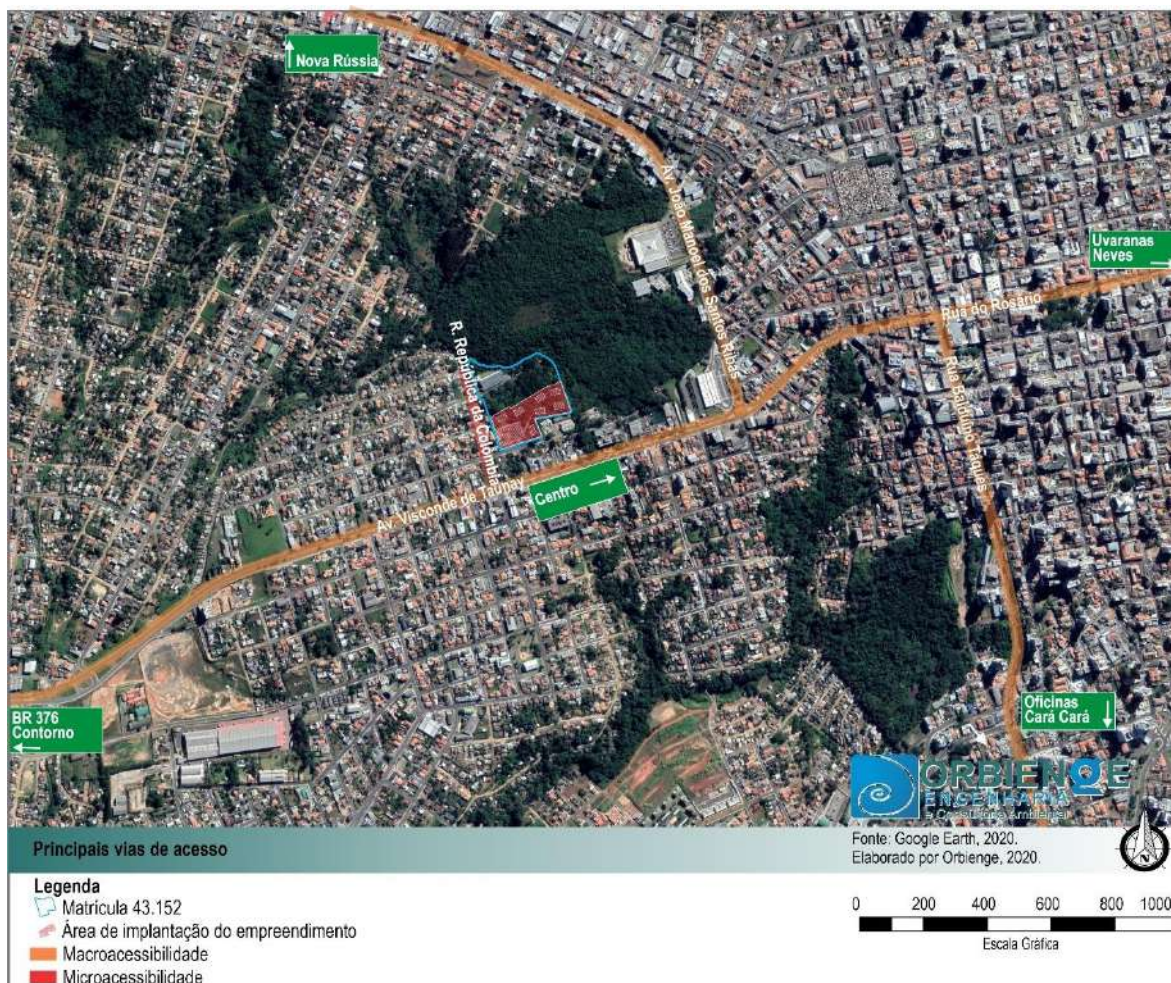 Nova Rússia
Av. João Manoel dos Santos Ribas
Uvaranas
Neves
Rua do Rosário
R. República da Colômbia
Rua Balduíno Taques
Av. Visconde de Taunay
Centro
BR 376
Contorno
Oficinas
Cará Cará
ORBIENGE
ENGENHARIA
e Consultoria Ambiental
Principais vias de acesso
Fonte: Google Earth, 2020.
Elaborado por Orbienge, 2020.
N
Legenda
Matrícula 43.152
Área de implantação do empreendimento
Macroacessibilidade
Microacessibilidade
0 200 400 600 800 1000
Escala Gráfica